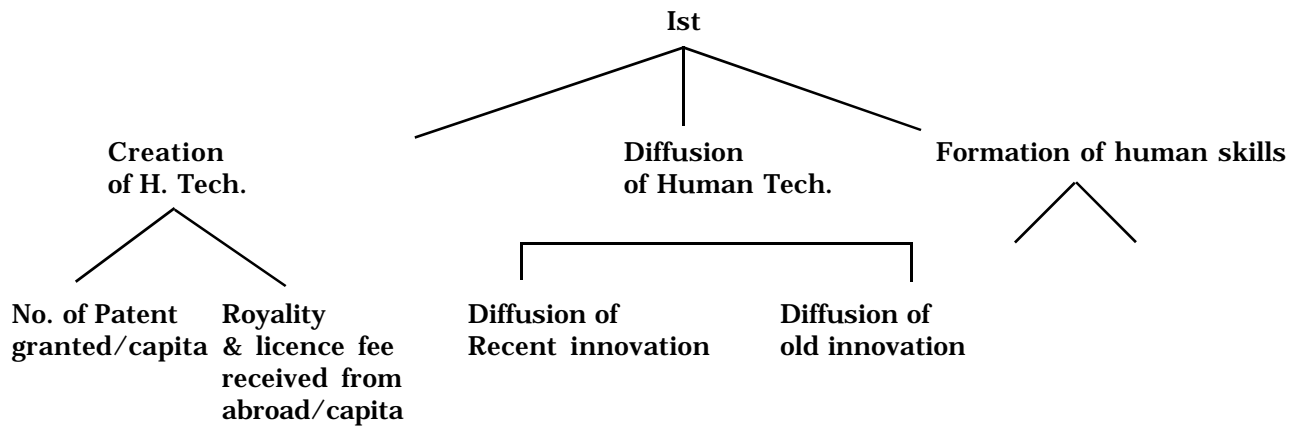 Ist
Creation
of H. Tech.
Diffusion
of Human Tech.
Formation of human skills
No. of Patent
granted/capita
Royality
& licence fee
received from
abroad/capita
Diffusion of
Recent innovation
Diffusion of
old innovation